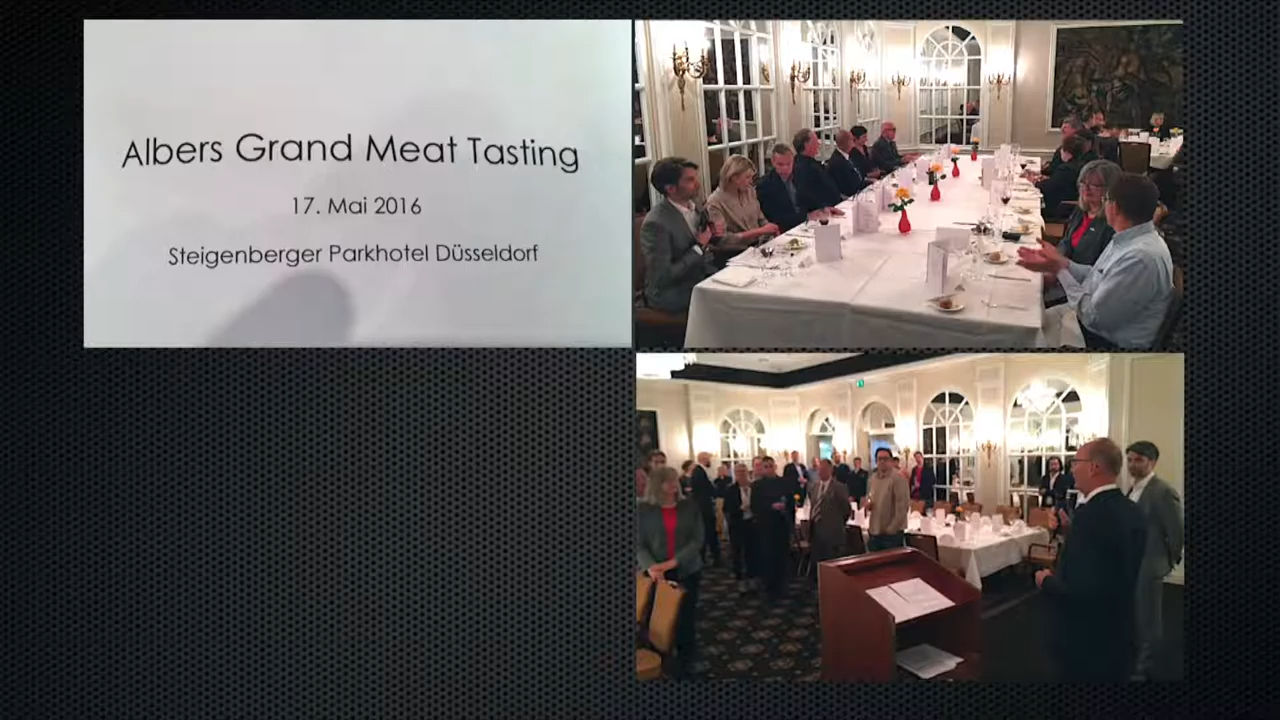 Albers Grand Meat Tasting
17. Mai 2016
Steigenberger Parkhotel Düsseldorf